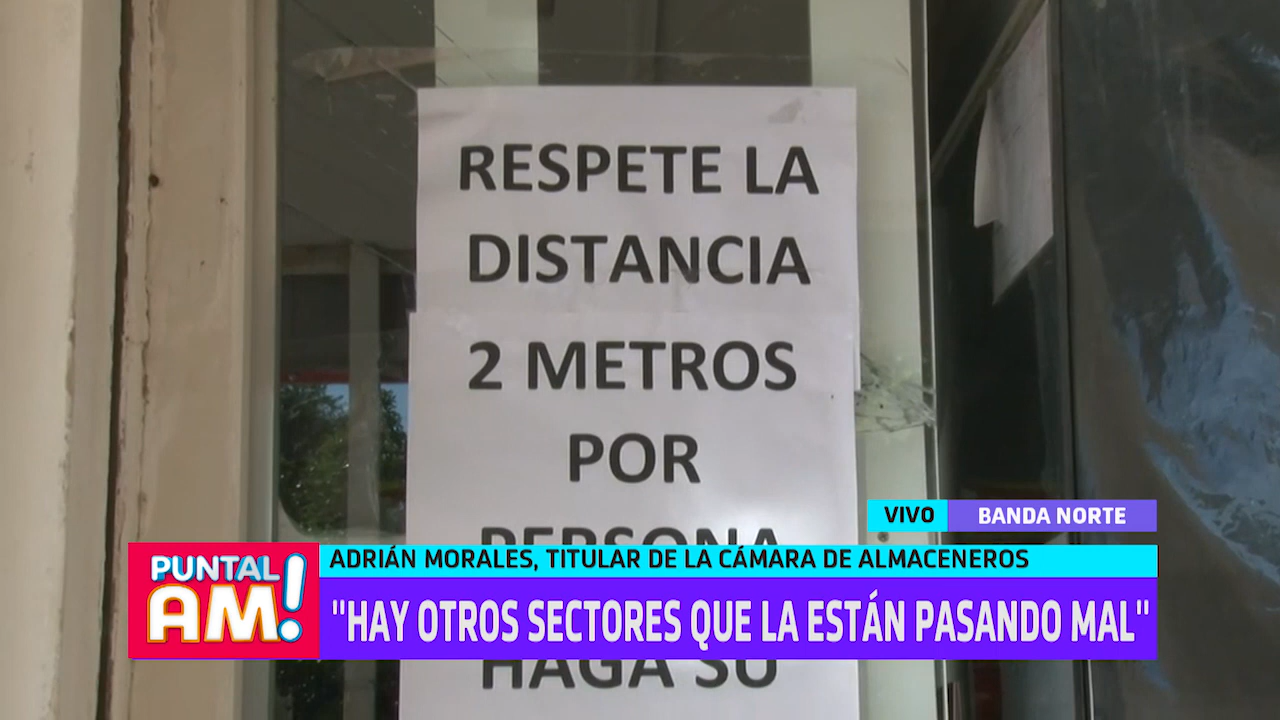 RESPETE LA
DISTANCIA
2 METROS
POR
PERSONA
HAGA SU
VIVO
BANDA NORTE
PUNTAL
AM!
ADRIÁN MORALES, TITULAR DE LA CÁMARA DE ALMACENEROS
"HAY OTROS SECTORES QUE LA ESTÁN PASANDO MAL"